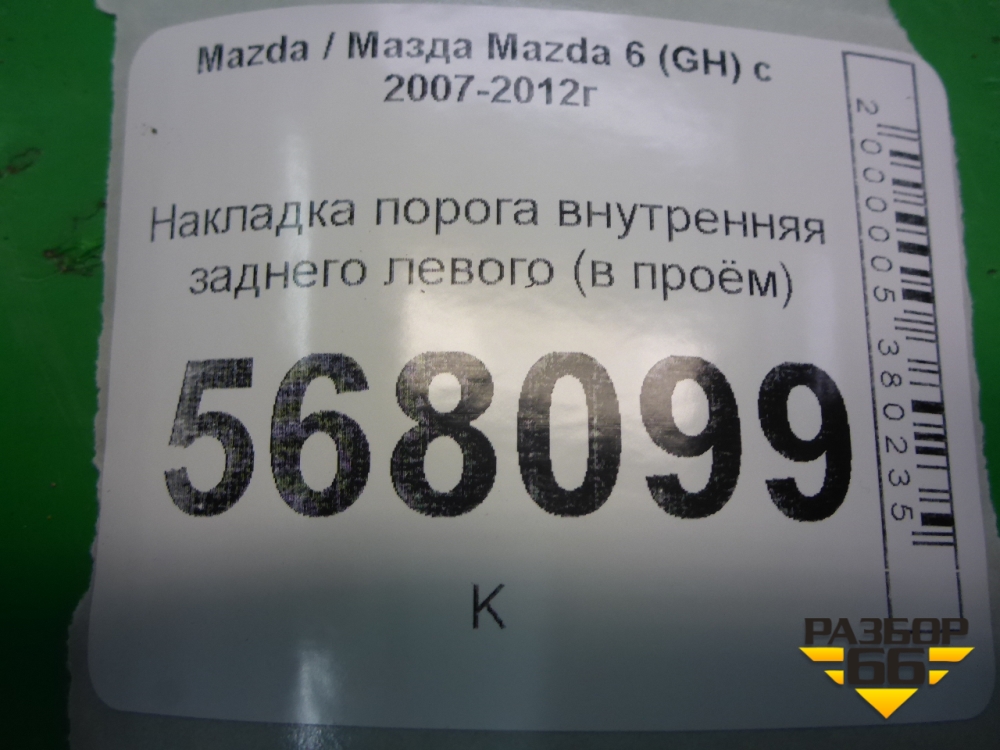 Mazda / Мазда Mazda 6 (GH) с
2007-2012г
Накладка порога внутренняя
заднего левого (в проём)
568099
К
2000005380235
РАЗБОР
66